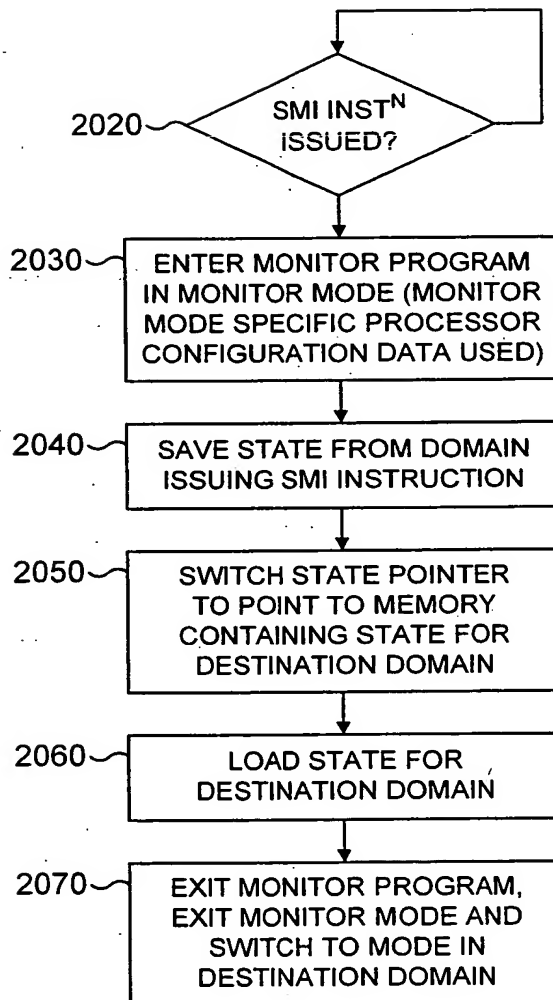 2020
SMI INSTᴺ
ISSUED?
2030
ENTER MONITOR PROGRAM
IN MONITOR MODE (MONITOR
MODE SPECIFIC PROCESSOR
CONFIGURATION DATA USED)
2040
SAVE STATE FROM DOMAIN
ISSUING SMI INSTRUCTION
2050
SWITCH STATE POINTER
TO POINT TO MEMORY
CONTAINING STATE FOR
DESTINATION DOMAIN
2060
LOAD STATE FOR
DESTINATION DOMAIN
2070
EXIT MONITOR PROGRAM,
EXIT MONITOR MODE AND
SWITCH TO MODE IN
DESTINATION DOMAIN